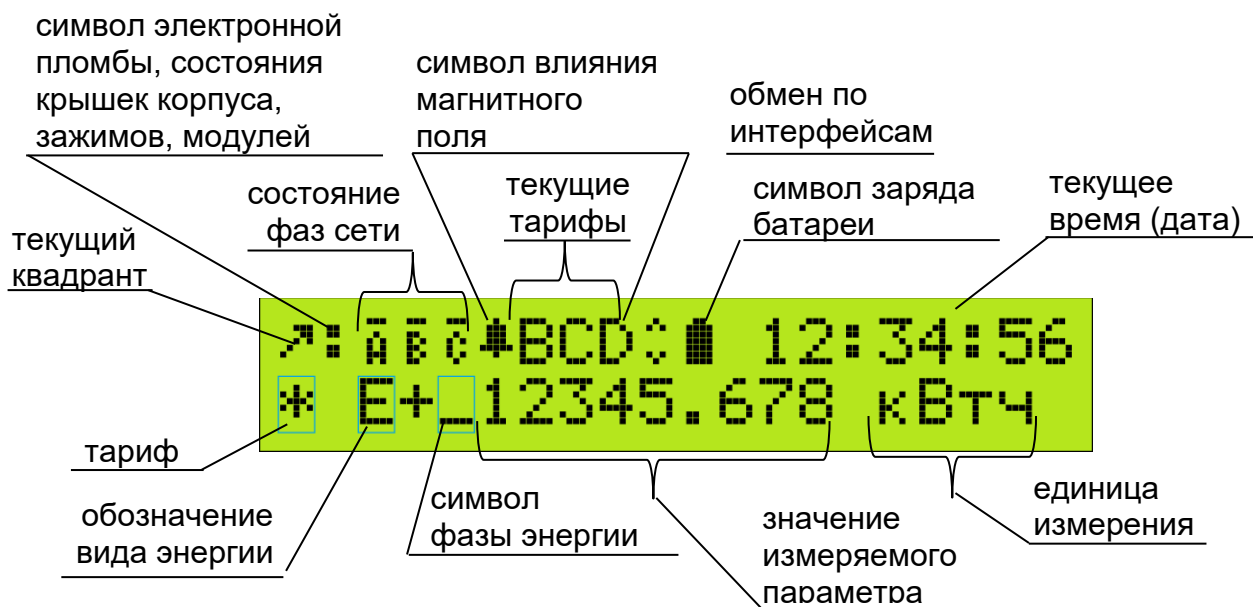 символ электронной
пломбы, состояния
крышек корпуса,
зажимов, модулей
символ влияния
магнитного
поля
обмен по
интерфейсам
состояние
фаз сети
текущие
тарифы
символ заряда
батареи
текущее
время (дата)
текущий
квадрант
A B C BCD 12:34:56
* E+_12345.678 кВтч
тариф
обозначение
вида энергии
символ
фазы энергии
значение
измеряемого
параметра
единица
измерения